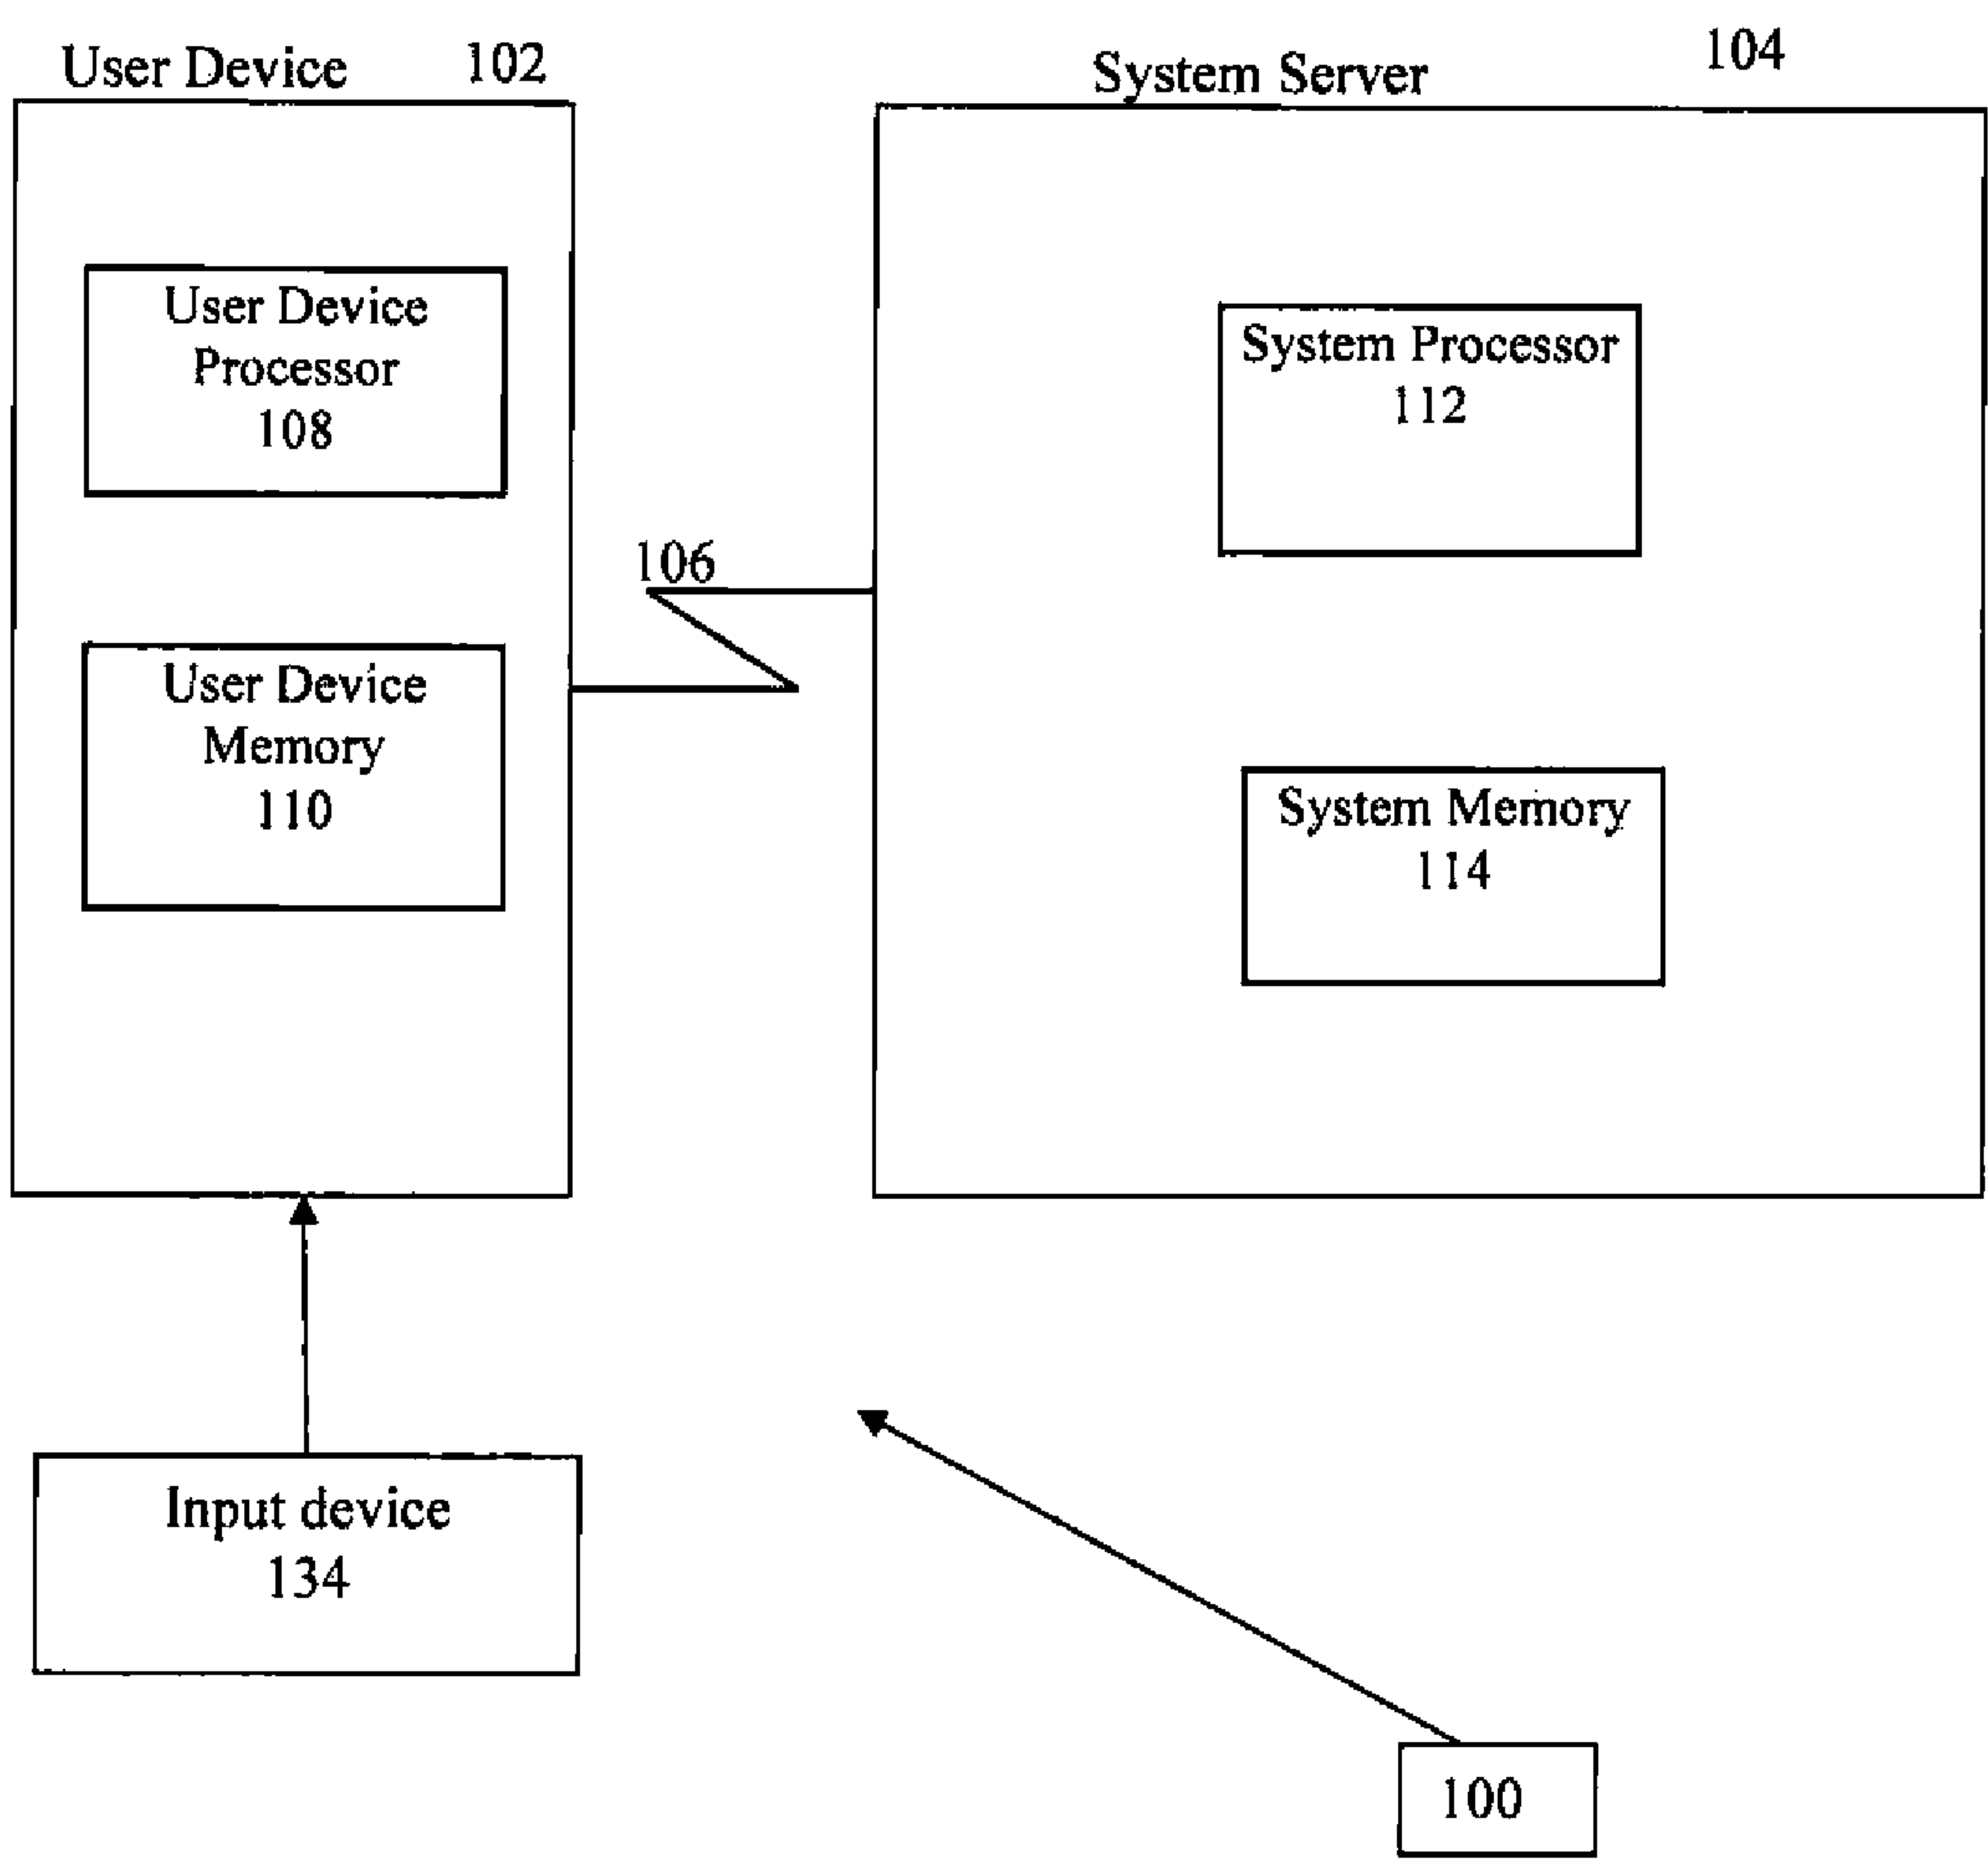 User Device 102
System Server 104
User Device
Processor
108
System Processor
112
106
User Device
Memory
110
System Memory
114
Input device
134
100